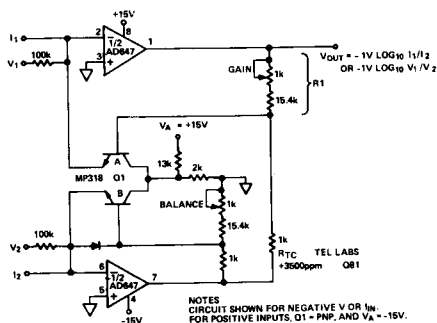 +15V
I1
100k
V1
2
3
8
1/2
AD647
1
VOUT = -1V LOG10 I1/I2
OR -1V LOG10 V1/V2
GAIN
1k
15.4k
R1
VA = +15V
A
MP318 Q1
B
13k
2k
BALANCE
1k
15.4k
1k
1k
RTC
TEL LABS
+3500ppm Q81
V2
100k
I2
6
5
1/2
AD647
7
4
-15V
NOTES
CIRCUIT SHOWN FOR NEGATIVE V OR IIN.
FOR POSITIVE INPUTS, Q1 = PNP, AND VA = -15V.